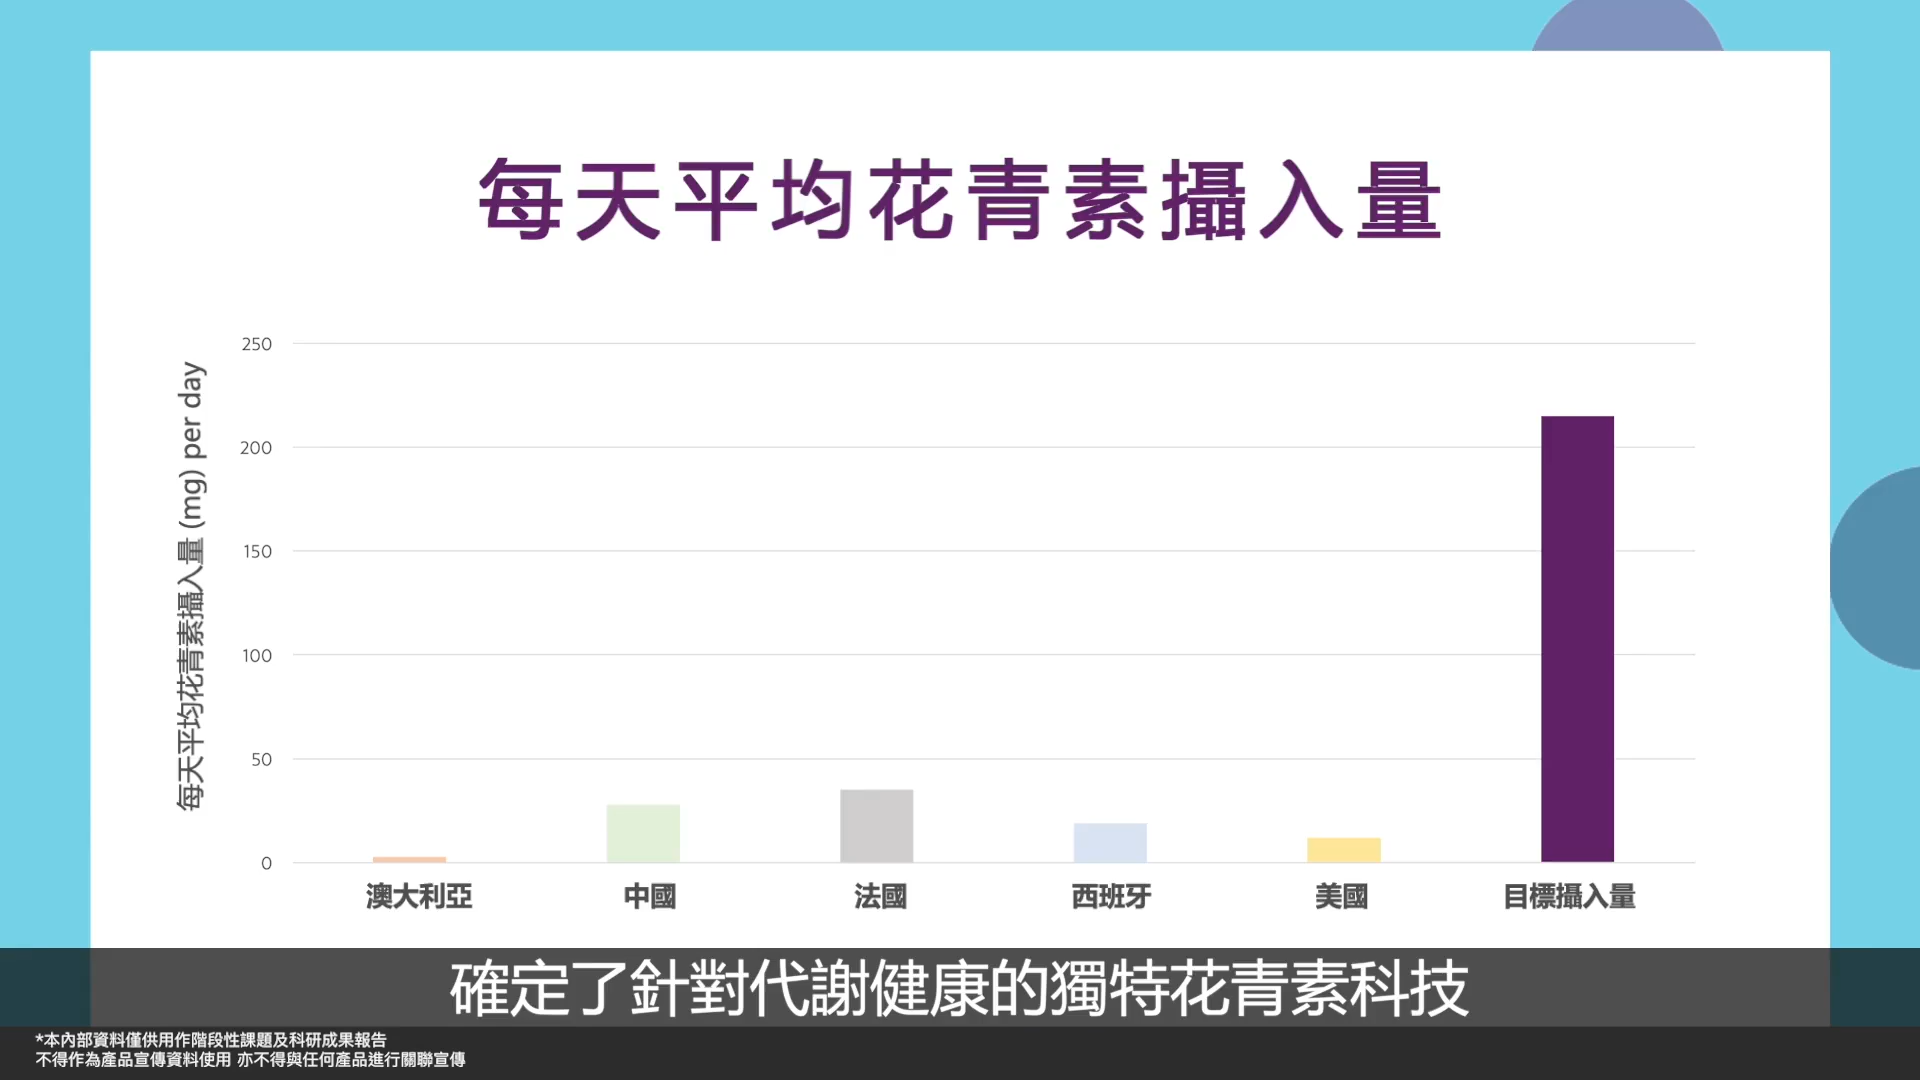 每天平均花青素攝入量
每天平均花青素攝入量 (mg) per day
250
200
150
100
50
0
澳大利亞 中國 法國 西班牙 美國 目標攝入量
確定了針對代謝健康的獨特花青素科技
*本內部資料僅供用作階段性課題及科研成果報告
不得作為產品宣傳資料使用 亦不得與任何產品進行關聯宣傳